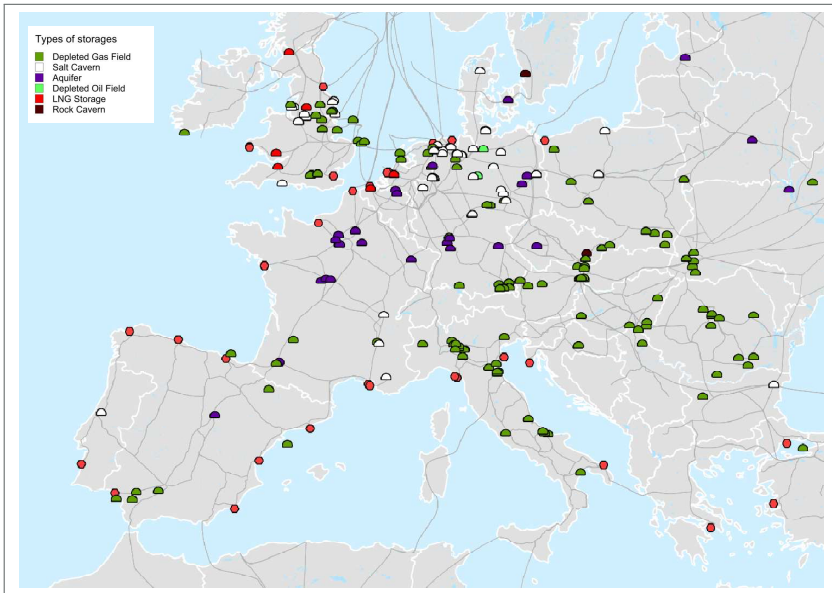 Types of storages
Depleted Gas Field
Salt Cavern
Aquifer
Depleted Oil Field
LNG Storage
Rock Cavern